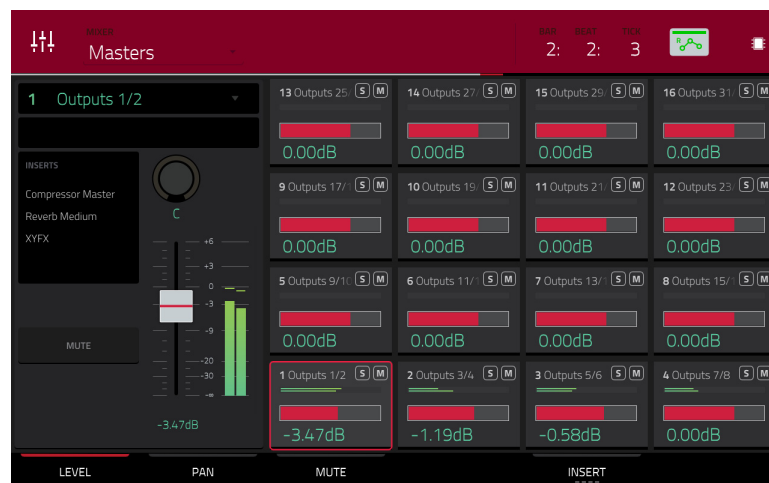 MIXER
Masters
BAR BEAT TICK
2: 2: 3
R
1 Outputs 1/2
INSERTS
Compressor Master
Reverb Medium
XYFX
C
+6
+3
0
-3
-9
-20
-30
-∞
MUTE
-3.47dB
13 Outputs 25/ S M
0.00dB
14 Outputs 27/ S M
0.00dB
15 Outputs 29/ S M
0.00dB
16 Outputs 31/ S M
0.00dB
9 Outputs 17/1 S M
0.00dB
10 Outputs 19/ S M
0.00dB
11 Outputs 21/ S M
0.00dB
12 Outputs 23/ S M
0.00dB
5 Outputs 9/10 S M
0.00dB
6 Outputs 11/1 S M
0.00dB
7 Outputs 13/1 S M
0.00dB
8 Outputs 15/1 S M
0.00dB
1 Outputs 1/2 S M
-3.47dB
2 Outputs 3/4 S M
-1.19dB
3 Outputs 5/6 S M
-0.58dB
4 Outputs 7/8 S M
0.00dB
LEVEL PAN MUTE INSERT